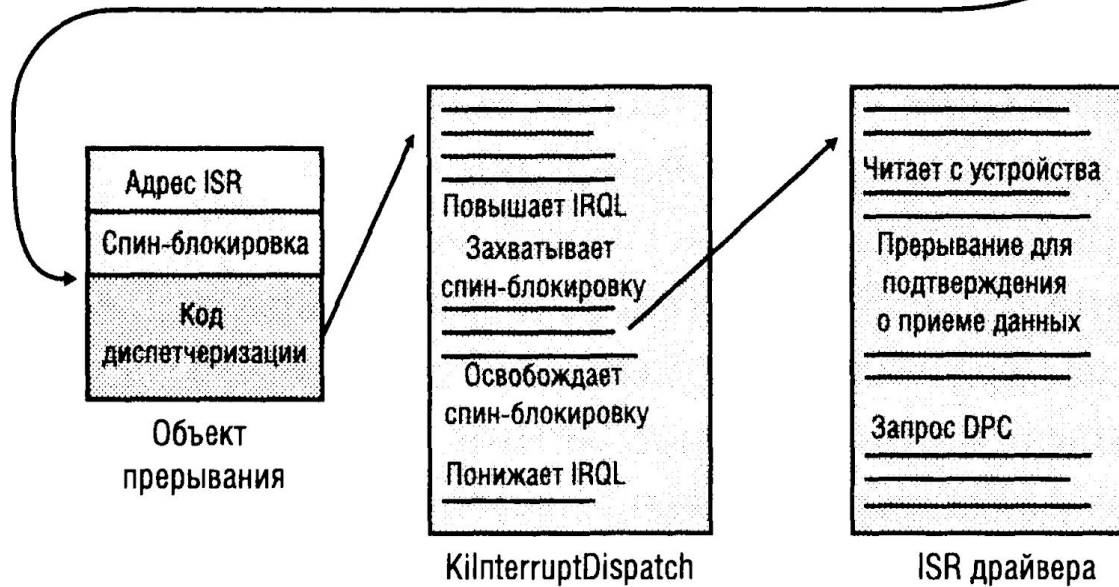 Адрес ISR
Спин-блокировка
Код
диспетчеризации
Объект
прерывания
Повышает IRQL
Захватывает
спин-блокировку
Освобождает
спин-блокировку
Понижает IRQL
KiInterruptDispatch
Читает с устройства
Прерывание для
подтверждения
о приеме данных
Запрос DPC
ISR драйвера